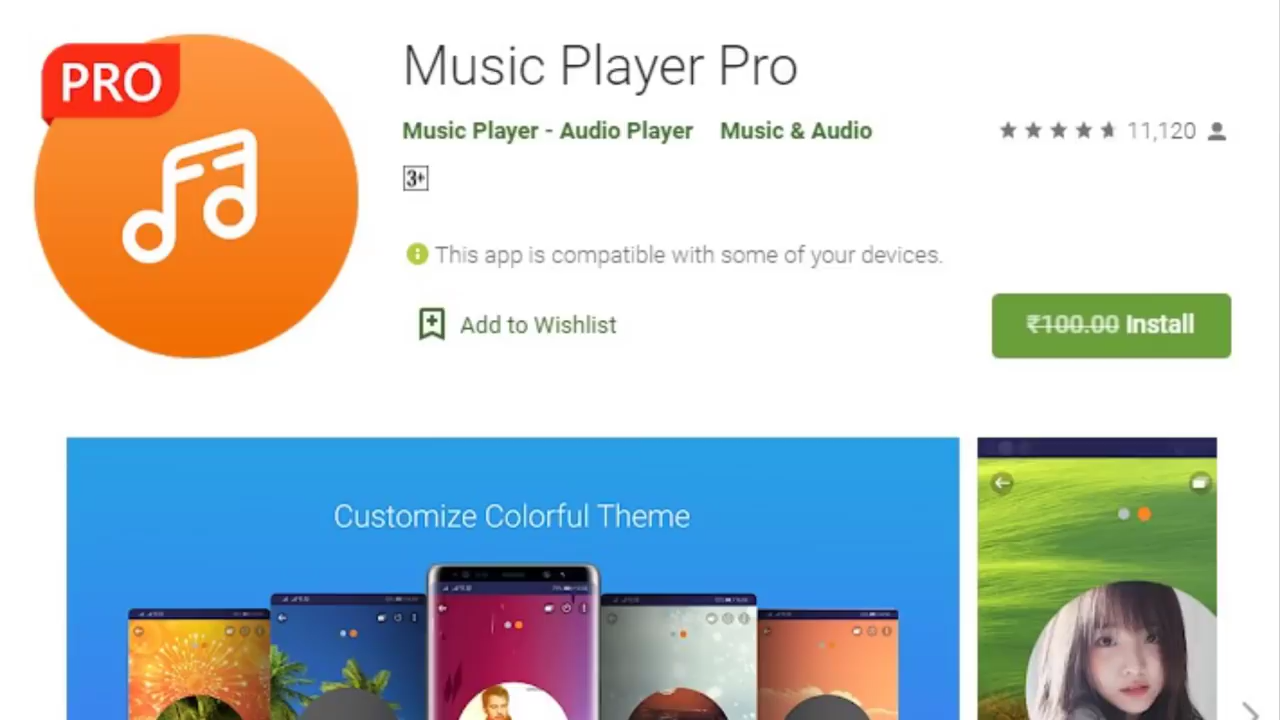 PRO
Music Player Pro
Music Player - Audio Player Music & Audio
11,120
3+
This app is compatible with some of your devices.
Add to Wishlist
₹100.00 Install
Customize Colorful Theme